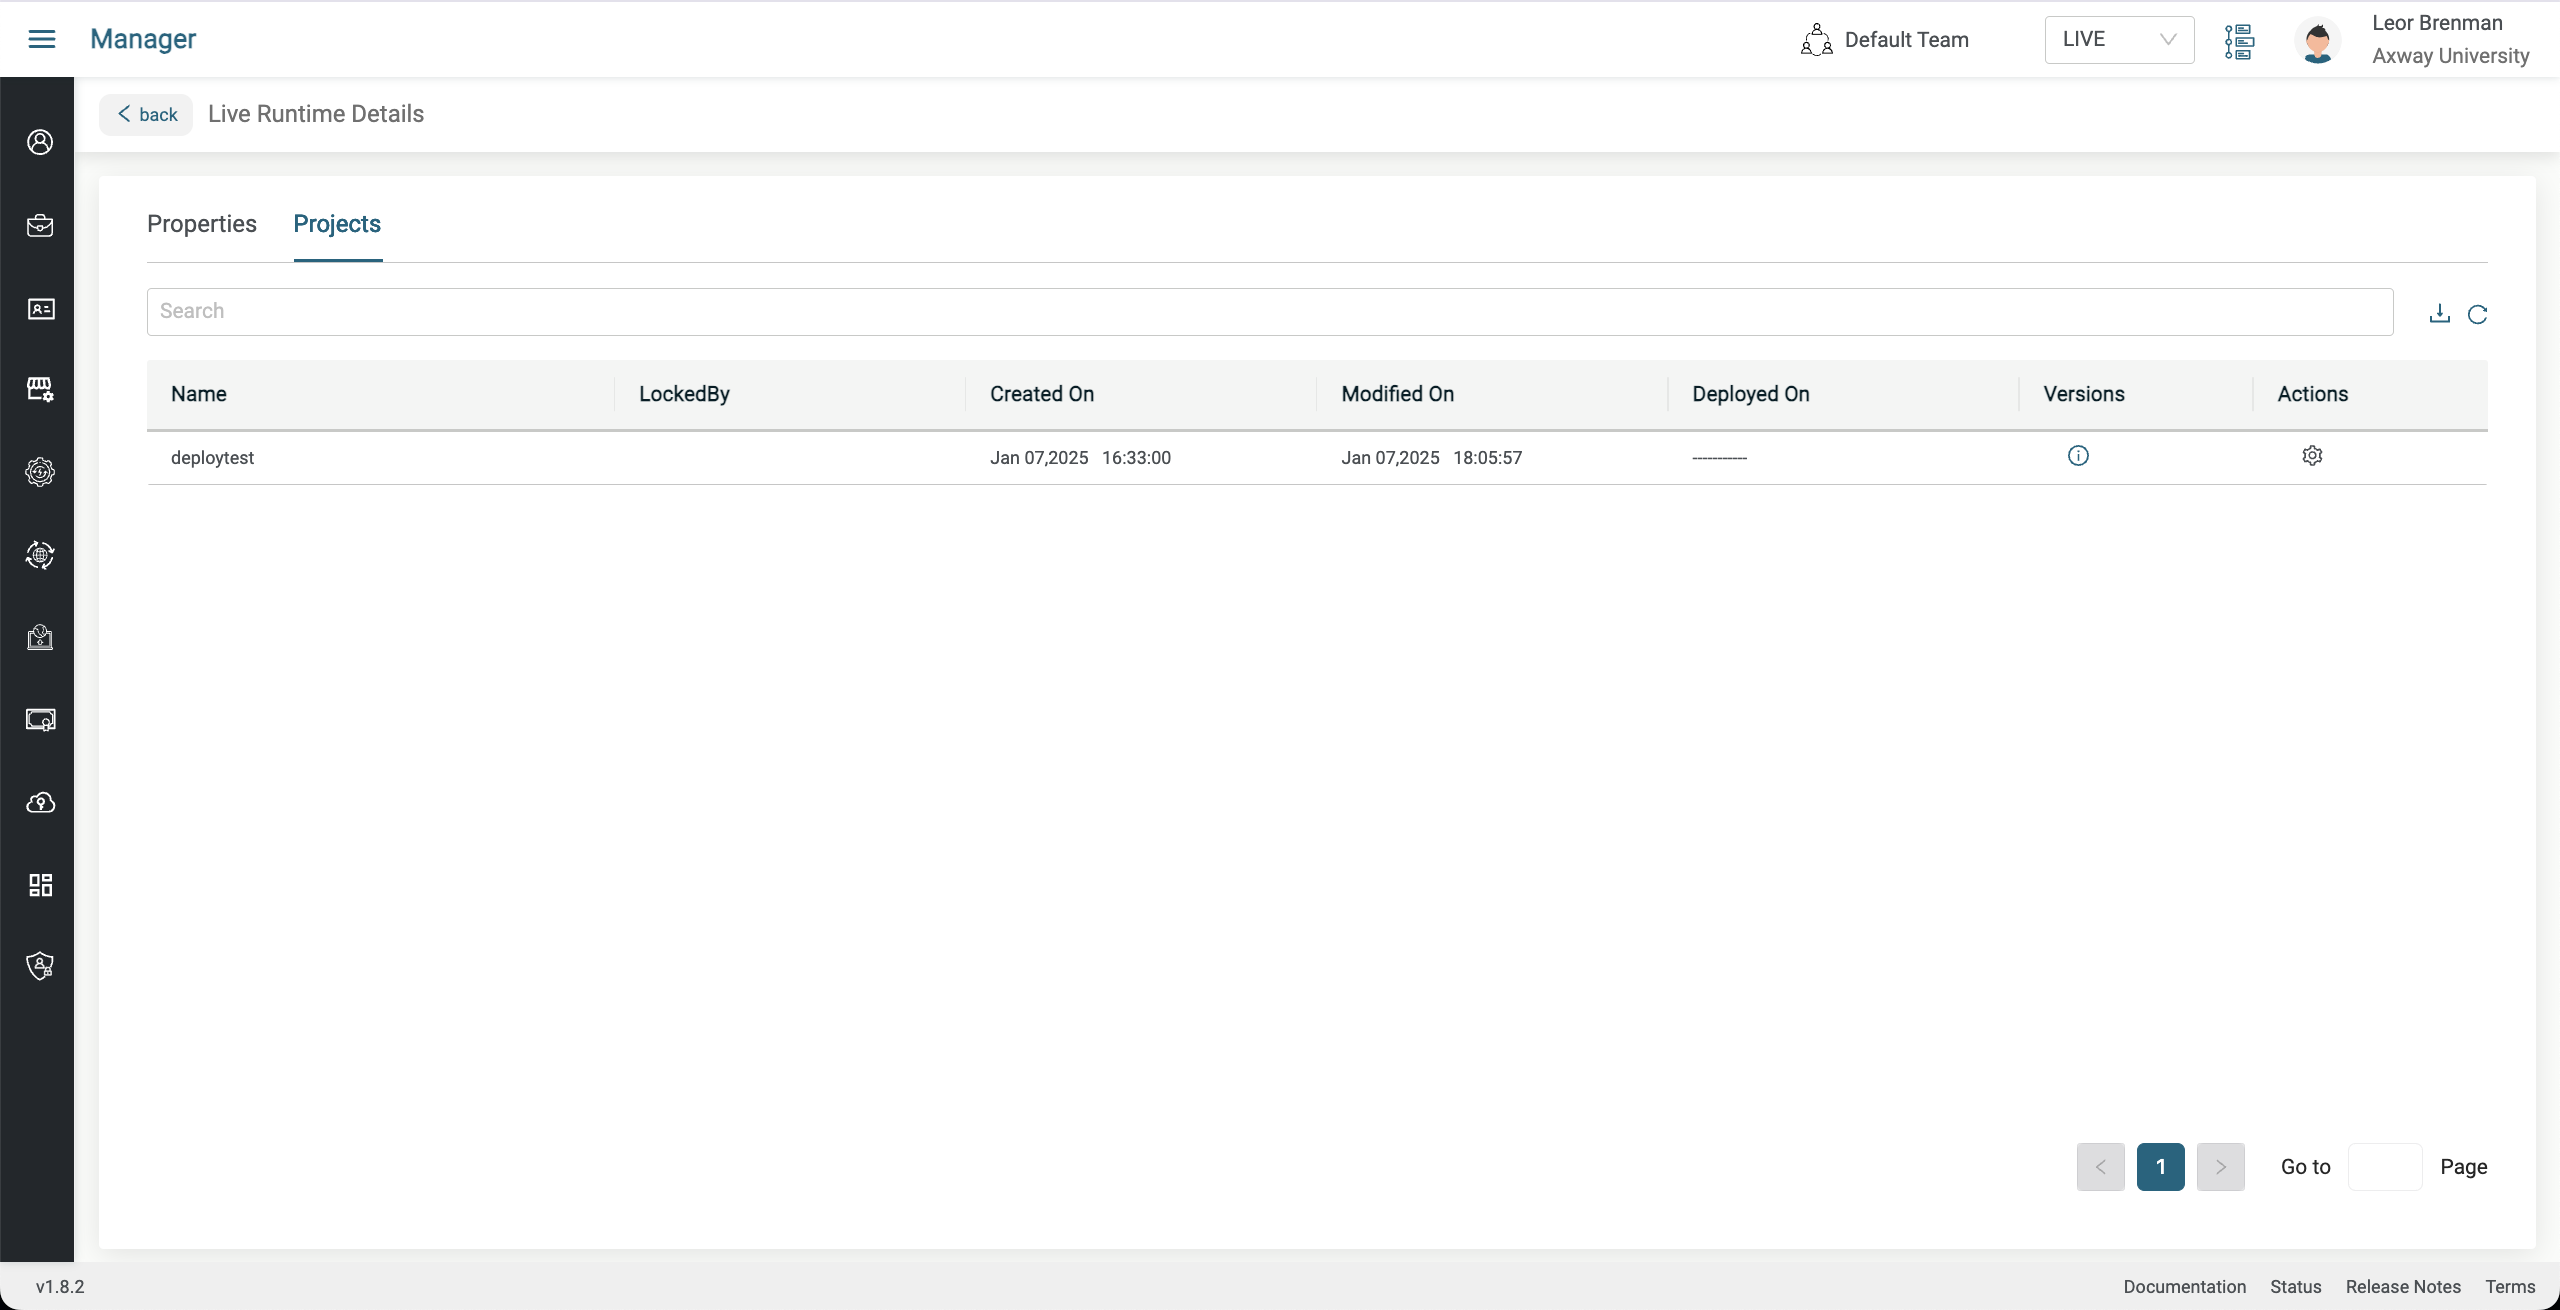 Manager
Default Team
LIVE
Leor Brenman
Axway University
back
Live Runtime Details
Properties Projects
Search
Name LockedBy Created On Modified On Deployed On Versions Actions
deploytest Jan 07,2025 16:33:00 Jan 07,2025 18:05:57 -----------
1 Go to Page
v1.8.2 Documentation Status Release Notes Terms